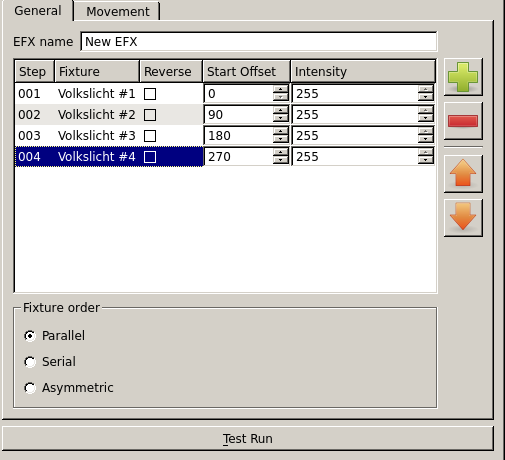 General Movement
EFX name New EFX
Step Fixture Reverse Start Offset Intensity
001 Volkslicht #1 0 255
002 Volkslicht #2 90 255
003 Volkslicht #3 180 255
004 Volkslicht #4 270 255
Fixture order
Parallel
Serial
Asymmetric
Test Run